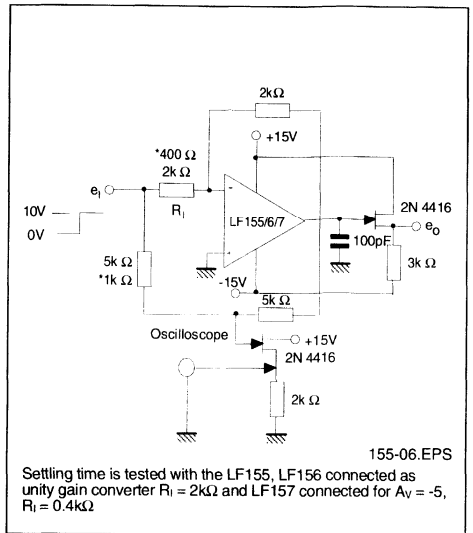 2kΩ
+15V
*400 Ω
2k Ω
e_I
R_I
-
LF155/6/7
2N 4416
e_o
10V
0V
100pF
3k Ω
5k Ω
*1k Ω
-15V
5k Ω
Oscilloscope
+15V
2N 4416
2k Ω
155-06.EPS
Settling time is tested with the LF155, LF156 connected as
unity gain converter R_I = 2kΩ and LF157 connected for A_V = -5,
R_I = 0.4kΩ